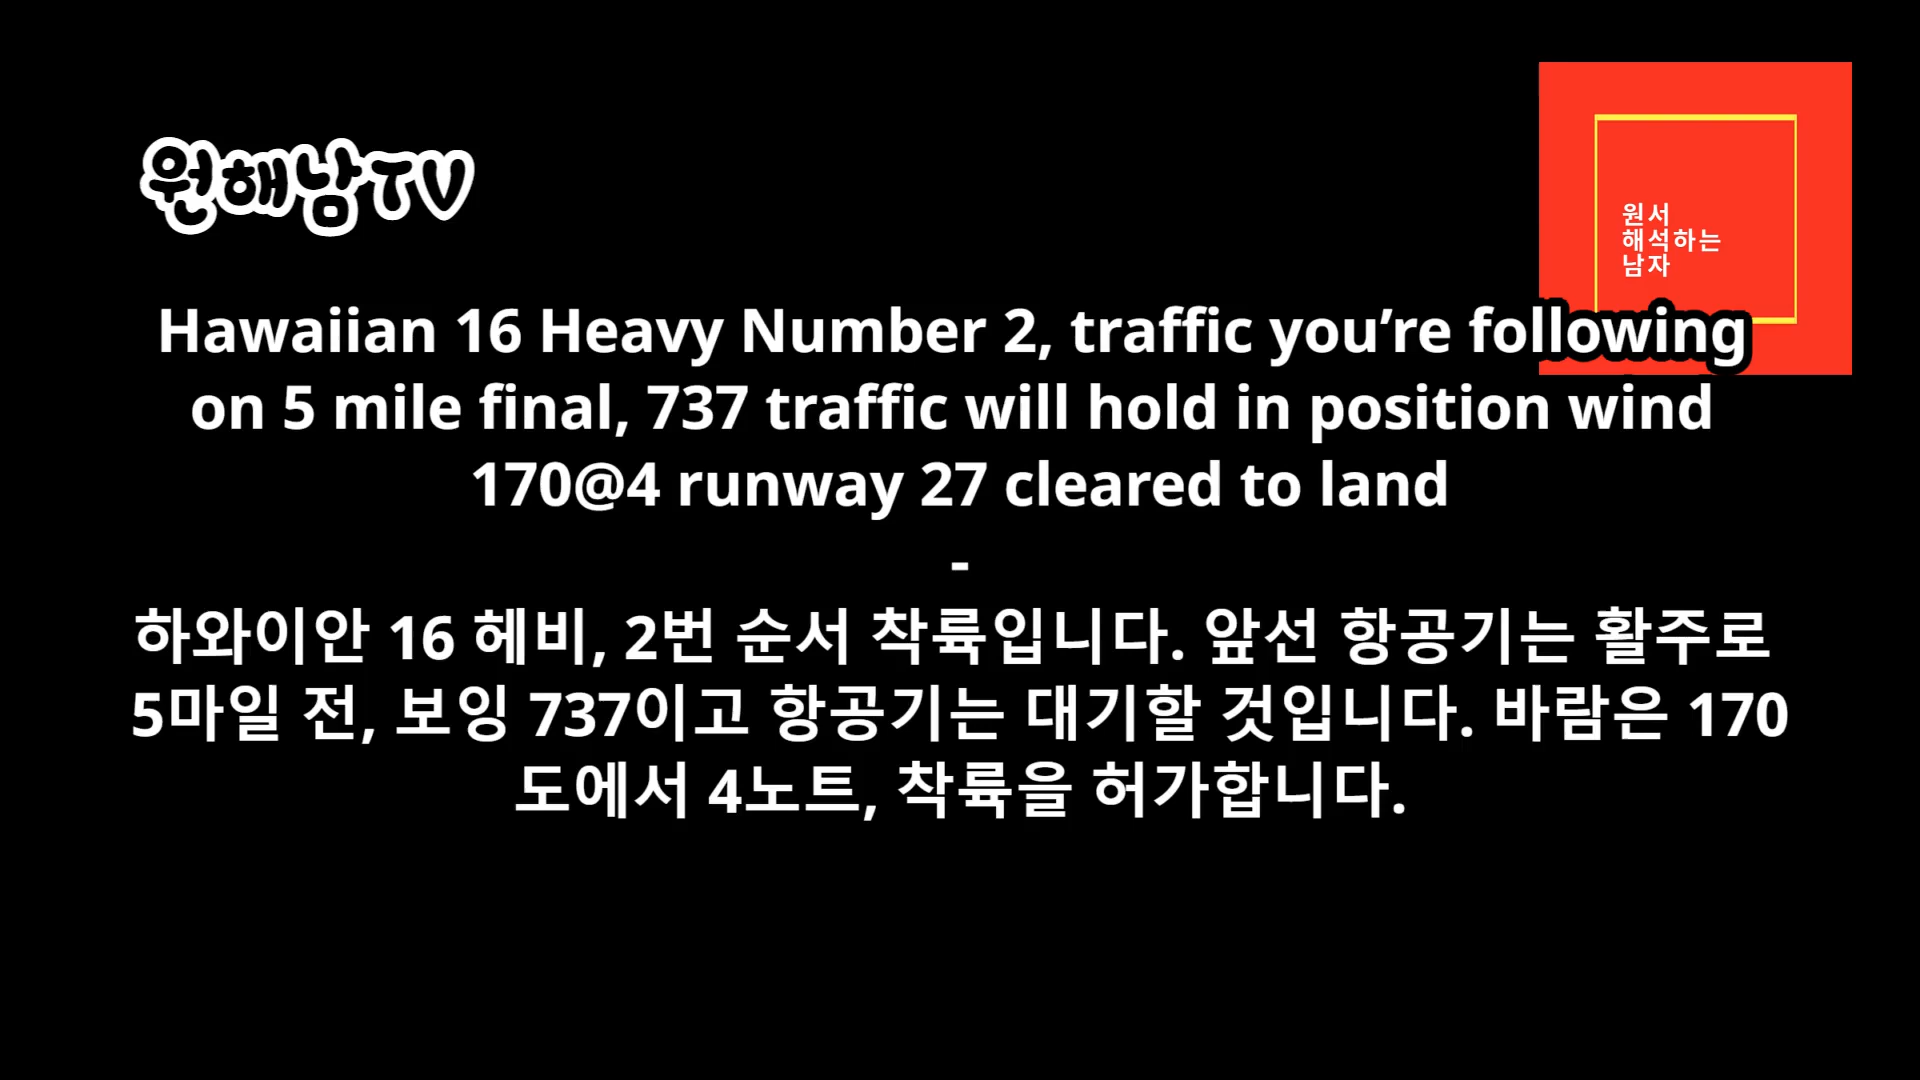 원해남TV
원서
해석하는
남자
Hawaiian 16 Heavy Number 2, traffic you’re following
on 5 mile final, 737 traffic will hold in position wind
170@4 runway 27 cleared to land
-
하와이안 16 헤비, 2번 순서 착륙입니다. 앞선 항공기는 활주로
5마일 전, 보잉 737이고 항공기는 대기할 것입니다. 바람은 170
도에서 4노트, 착륙을 허가합니다.